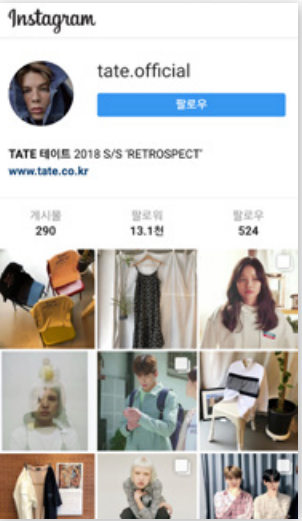 Instagram
tate.official
팔로우
TATE 테이트 2018 S/S 'RETROSPECT'
www.tate.co.kr
게시물 팔로워 팔로우
290 13.1천 524